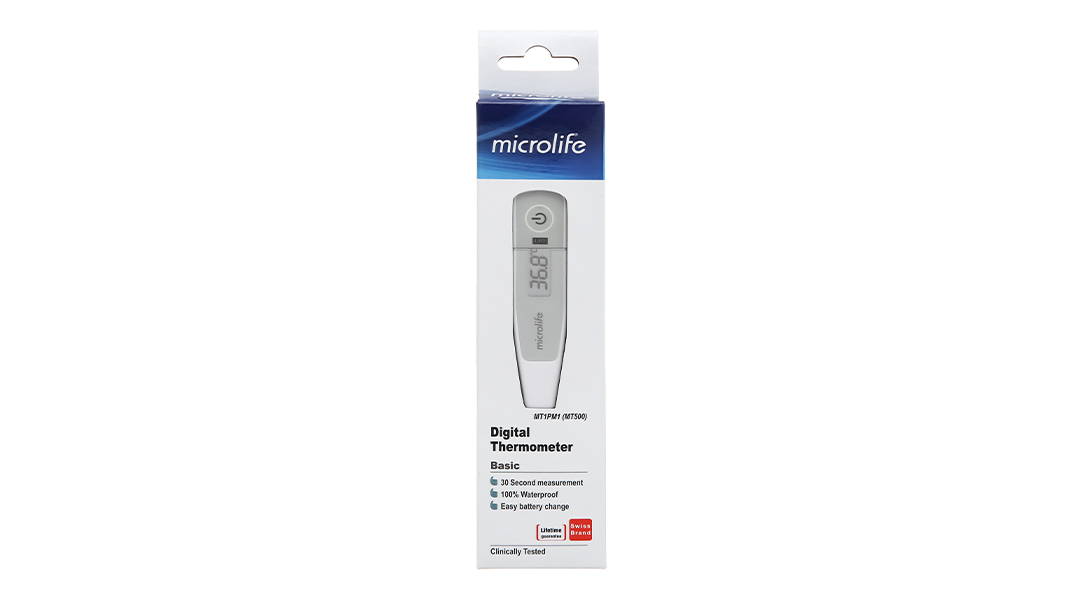 microlife
36.8
microlife
MT1PM1 (MT500)
Digital
Thermometer
Basic
30 Second measurement
100% Waterproof
Easy battery change
Lifetime
guarantee
Swiss
Brand
Clinically Tested